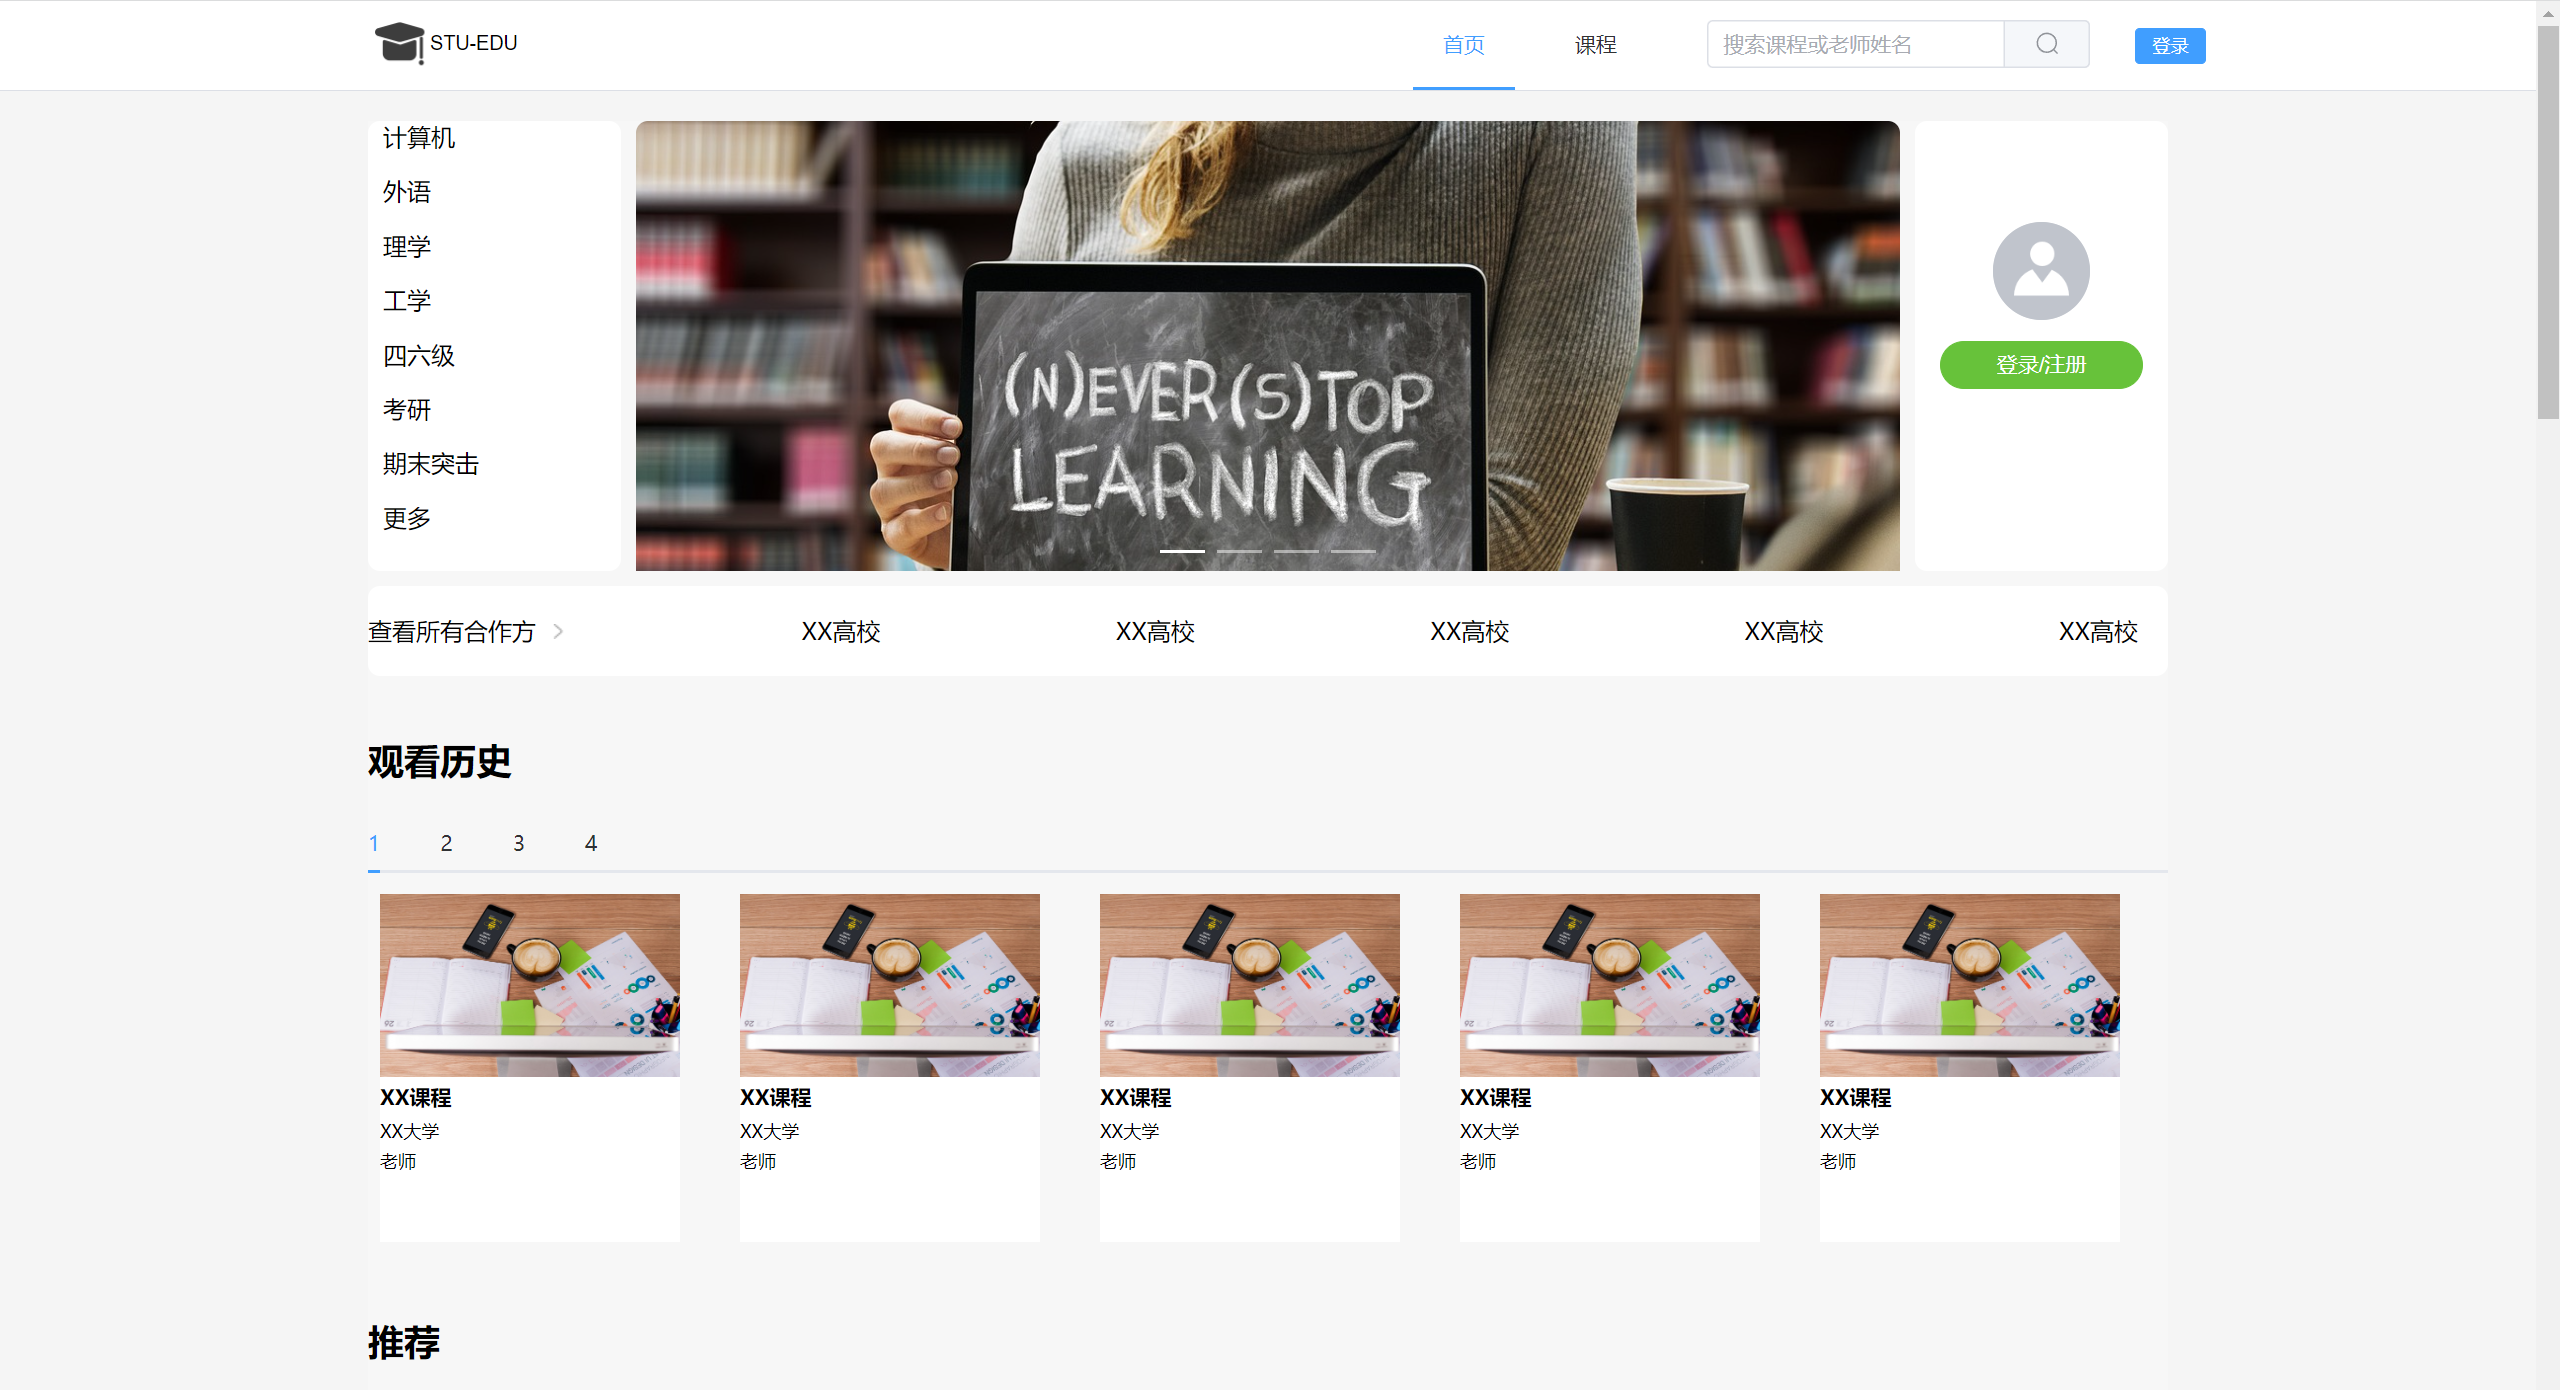 STU-EDU
首页
课程
搜索课程或老师姓名
登录
计算机
外语
理学
工学
四六级
考研
期末突击
更多
(N)EVER (S)TOP
LEARNING
登录/注册
查看所有合作方
XX高校
XX高校
XX高校
XX高校
XX高校
观看历史
1
2
3
4
XX课程
XX大学
老师
XX课程
XX大学
老师
XX课程
XX大学
老师
XX课程
XX大学
老师
XX课程
XX大学
老师
推荐